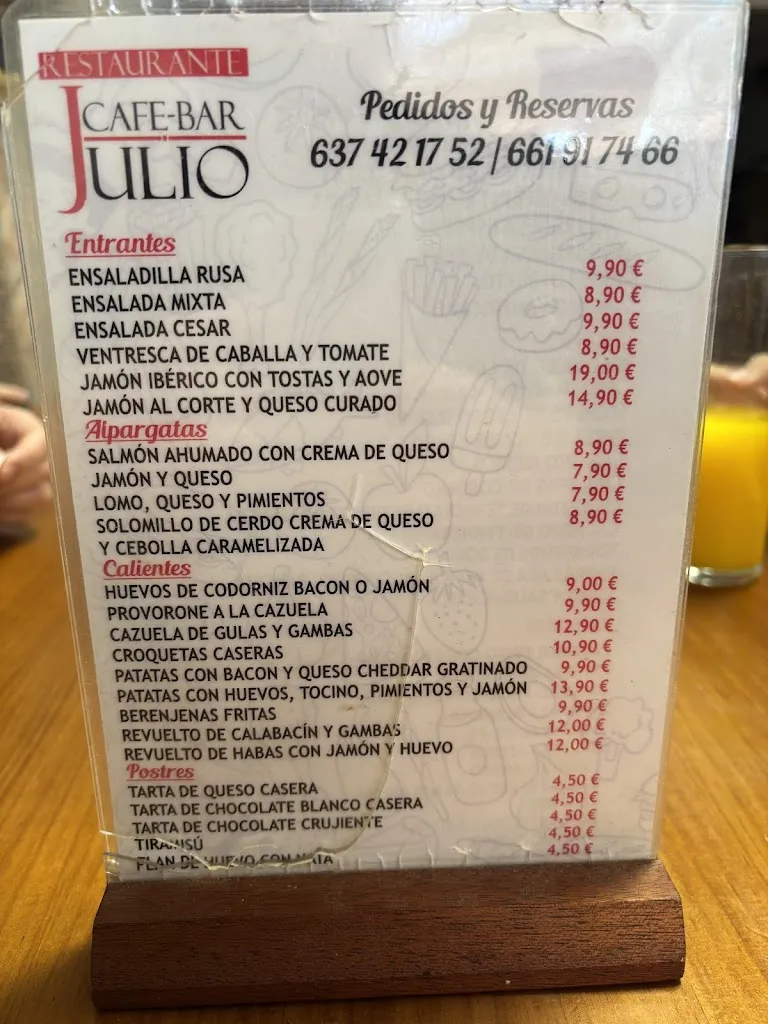 RESTAURANTE
CAFE-BAR
JULIO
Pedidos y Reservas
637 42 17 52 | 661 91 74 66
Entrantes
ENSALADILLA RUSA 9,90 €
ENSALADA MIXTA 8,90 €
ENSALADA CESAR 9,90 €
VENTRESCA DE CABALLA Y TOMATE 8,90 €
JAMÓN IBÉRICO CON TOSTAS Y AOVE 19,00 €
JAMÓN AL CORTE Y QUESO CURADO 14,90 €
Alpargatas
SALMÓN AHUMADO CON CREMA DE QUESO 8,90 €
JAMÓN Y QUESO 7,90 €
LOMO, QUESO Y PIMIENTOS 7,90 €
SOLOMILLO DE CERDO CREMA DE QUESO 8,90 €
Y CEBOLLA CARAMELIZADA
Calientes
HUEVOS DE CODORNIZ BACON O JAMÓN 9,00 €
PROVORONE A LA CAZUELA 9,90 €
CAZUELA DE GULAS Y GAMBAS 12,90 €
CROQUETAS CASERAS 10,90 €
PATATAS CON BACON Y QUESO CHEDDAR GRATINADO 9,90 €
PATATAS CON HUEVOS, TOCINO, PIMIENTOS Y JAMÓN 13,90 €
BERENJENAS FRITAS 9,90 €
REVUELTO DE CALABACÍN Y GAMBAS 12,00 €
REVUELTO DE HABAS CON JAMÓN Y HUEVO 12,00 €
Postres
TARTA DE QUESO CASERA 4,50 €
TARTA DE CHOCOLATE BLANCO CASERA 4,50 €
TARTA DE CHOCOLATE CRUJIENTE 4,50 €
TIRAMISÚ 4,50 €
FLAN DE HUEVO CON NATA 4,50 €